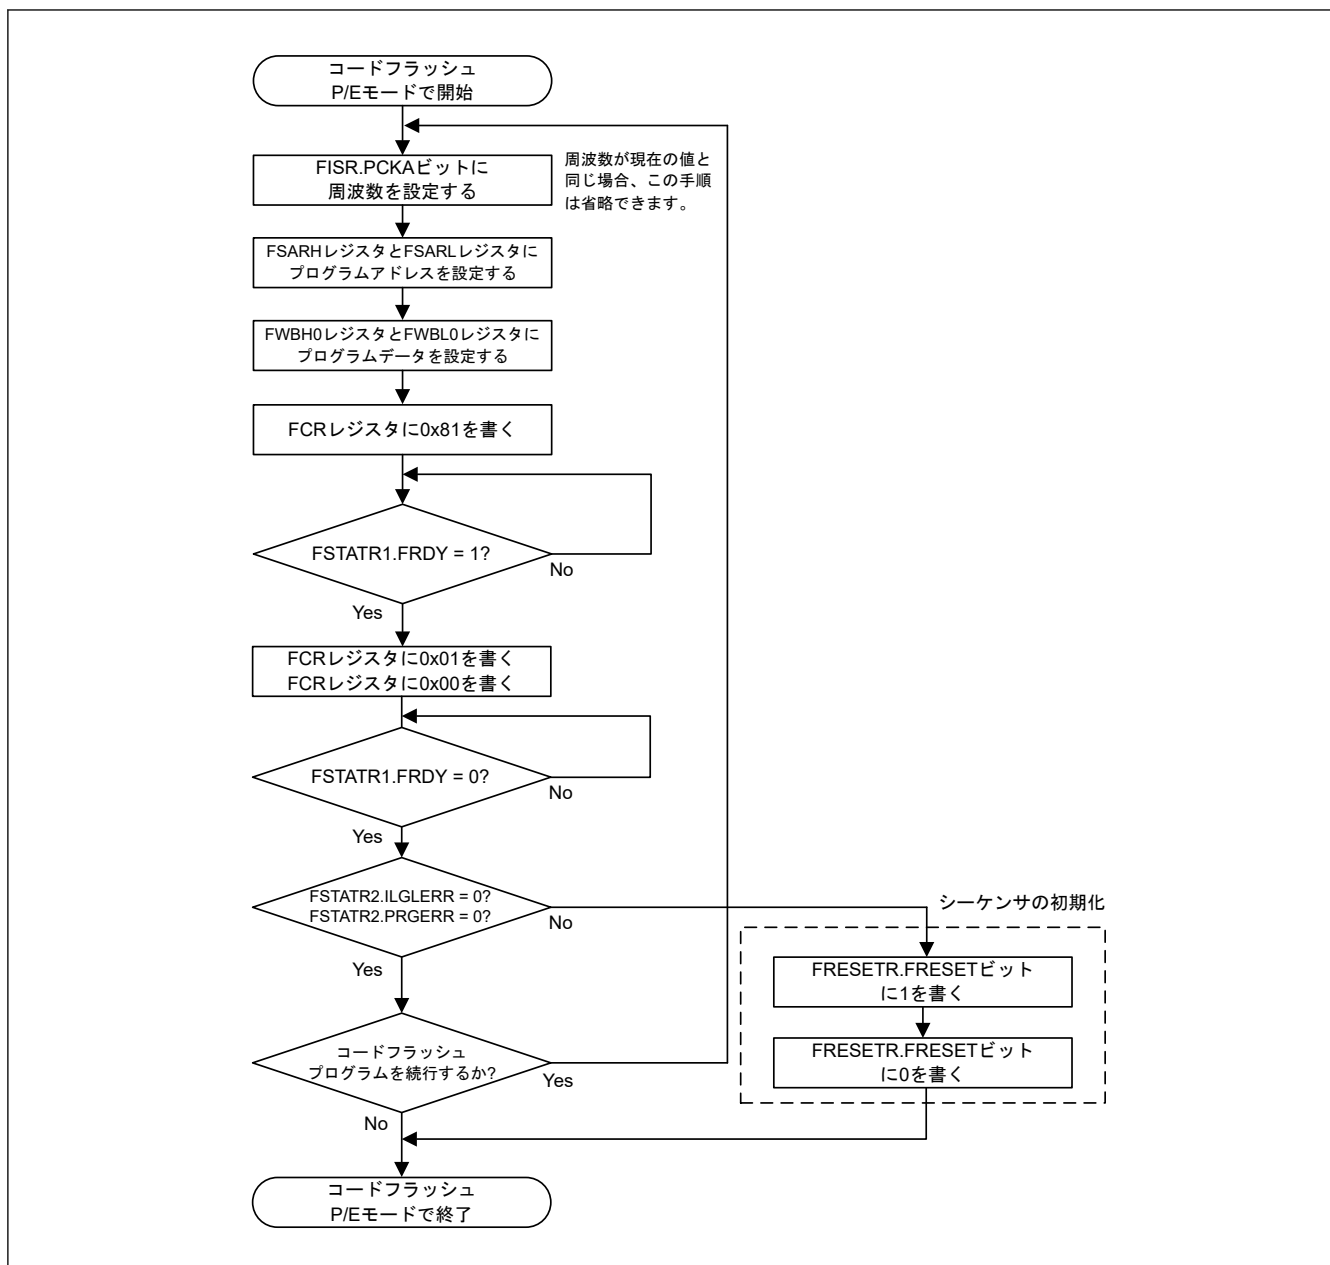 コードフラッシュ
P/Eモードで開始
FISR.PCKAビットに
周波数を設定する
周波数が現在の値と
同じ場合、この手順
は省略できます。
FSARHレジスタとFSARLレジスタに
プログラムアドレスを設定する
FWBH0レジスタとFWBL0レジスタに
プログラムデータを設定する
FCRレジスタに0x81を書く
FSTATR1.FRDY = 1?
No
Yes
FCRレジスタに0x01を書く
FCRレジスタに0x00を書く
FSTATR1.FRDY = 0?
No
Yes
FSTATR2.ILGLERR = 0?
FSTATR2.PRGERR = 0?
No
Yes
シーケンサの初期化
FRESETR.FRESETビット
に1を書く
FRESETR.FRESETビット
に0を書く
コードフラッシュ
プログラムを続行するか?
Yes
No
コードフラッシュ
P/Eモードで終了